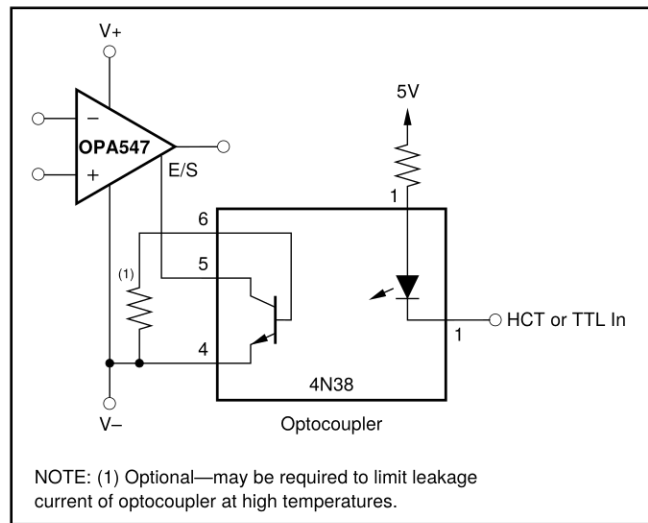 V+
5V
−
OPA547
+
E/S
1
6
(1)
5
HCT or TTL In
1
4
4N38
V–
Optocoupler
NOTE: (1) Optional—may be required to limit leakage
current of optocoupler at high temperatures.